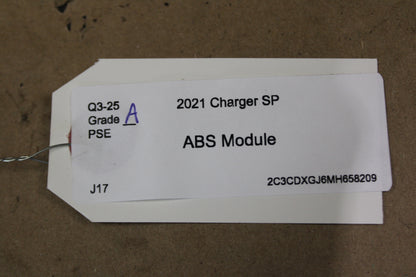 Q3-25
Grade A
PSE
2021 Charger SP
ABS Module
J17
2C3CDXGJ6MH658209